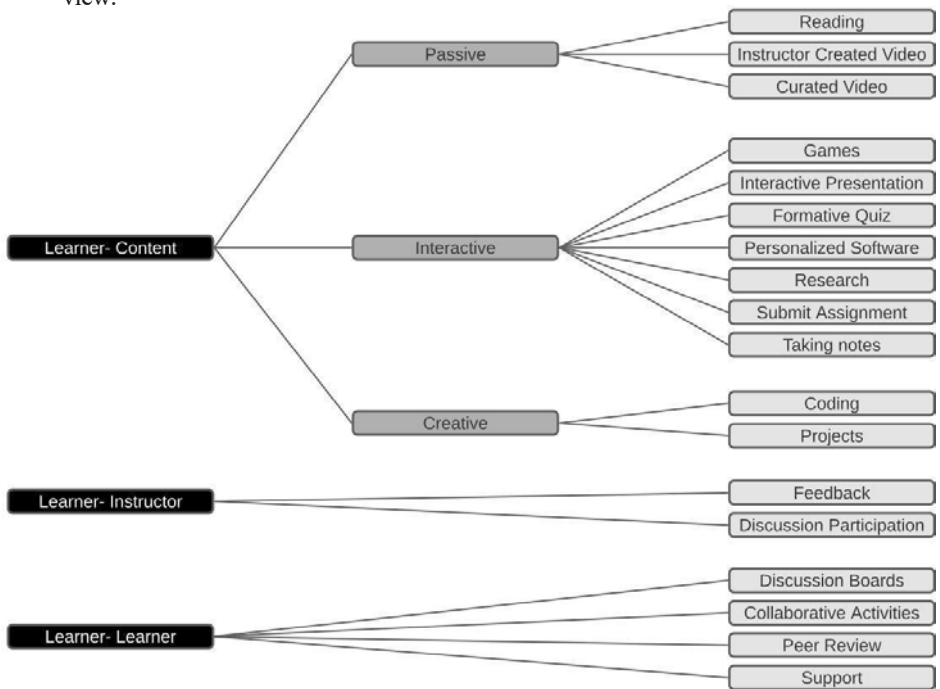 view.
Passive
Reading
Instructor Created Video
Curated Video
Learner- Content
Interactive
Games
Interactive Presentation
Formative Quiz
Personalized Software
Research
Submit Assignment
Taking notes
Creative
Coding
Projects
Learner- Instructor
Feedback
Discussion Participation
Learner- Learner
Discussion Boards
Collaborative Activities
Peer Review
Support